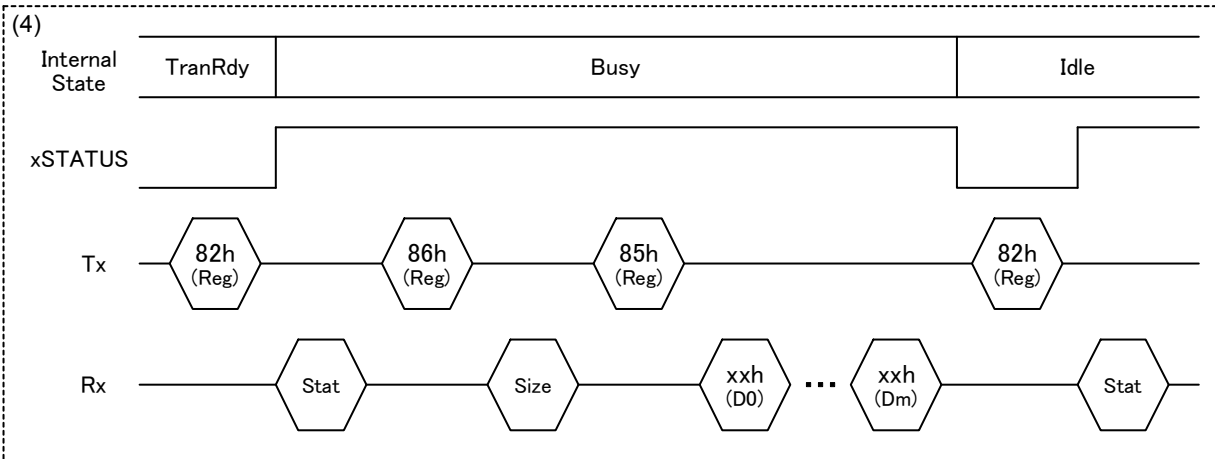 (4)
Internal
State
TranRdy
Busy
Idle
xSTATUS
Tx
82h
(Reg)
86h
(Reg)
85h
(Reg)
82h
(Reg)
Rx
Stat
Size
xxh
(D0)
...
xxh
(Dm)
Stat